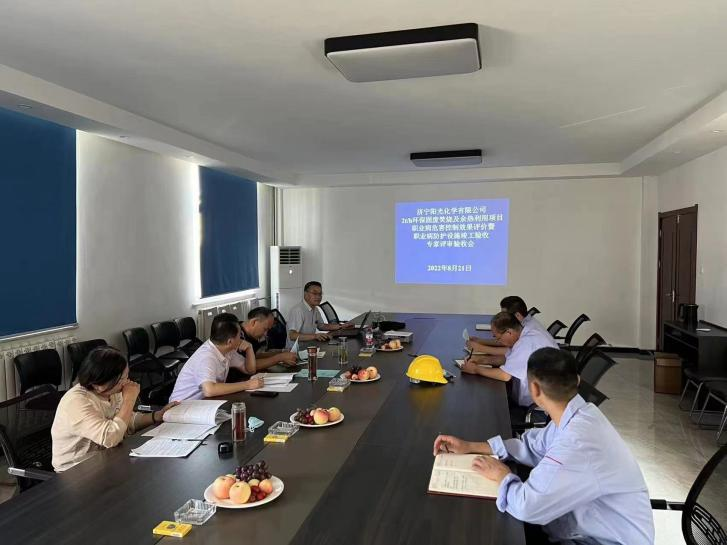 济宁阳光化学有限公司
2t/h环保固废焚烧及余热利用项目
职业病危害控制效果评价暨
职业病防护设施竣工验收
专家评审验收会
2022年8月21日